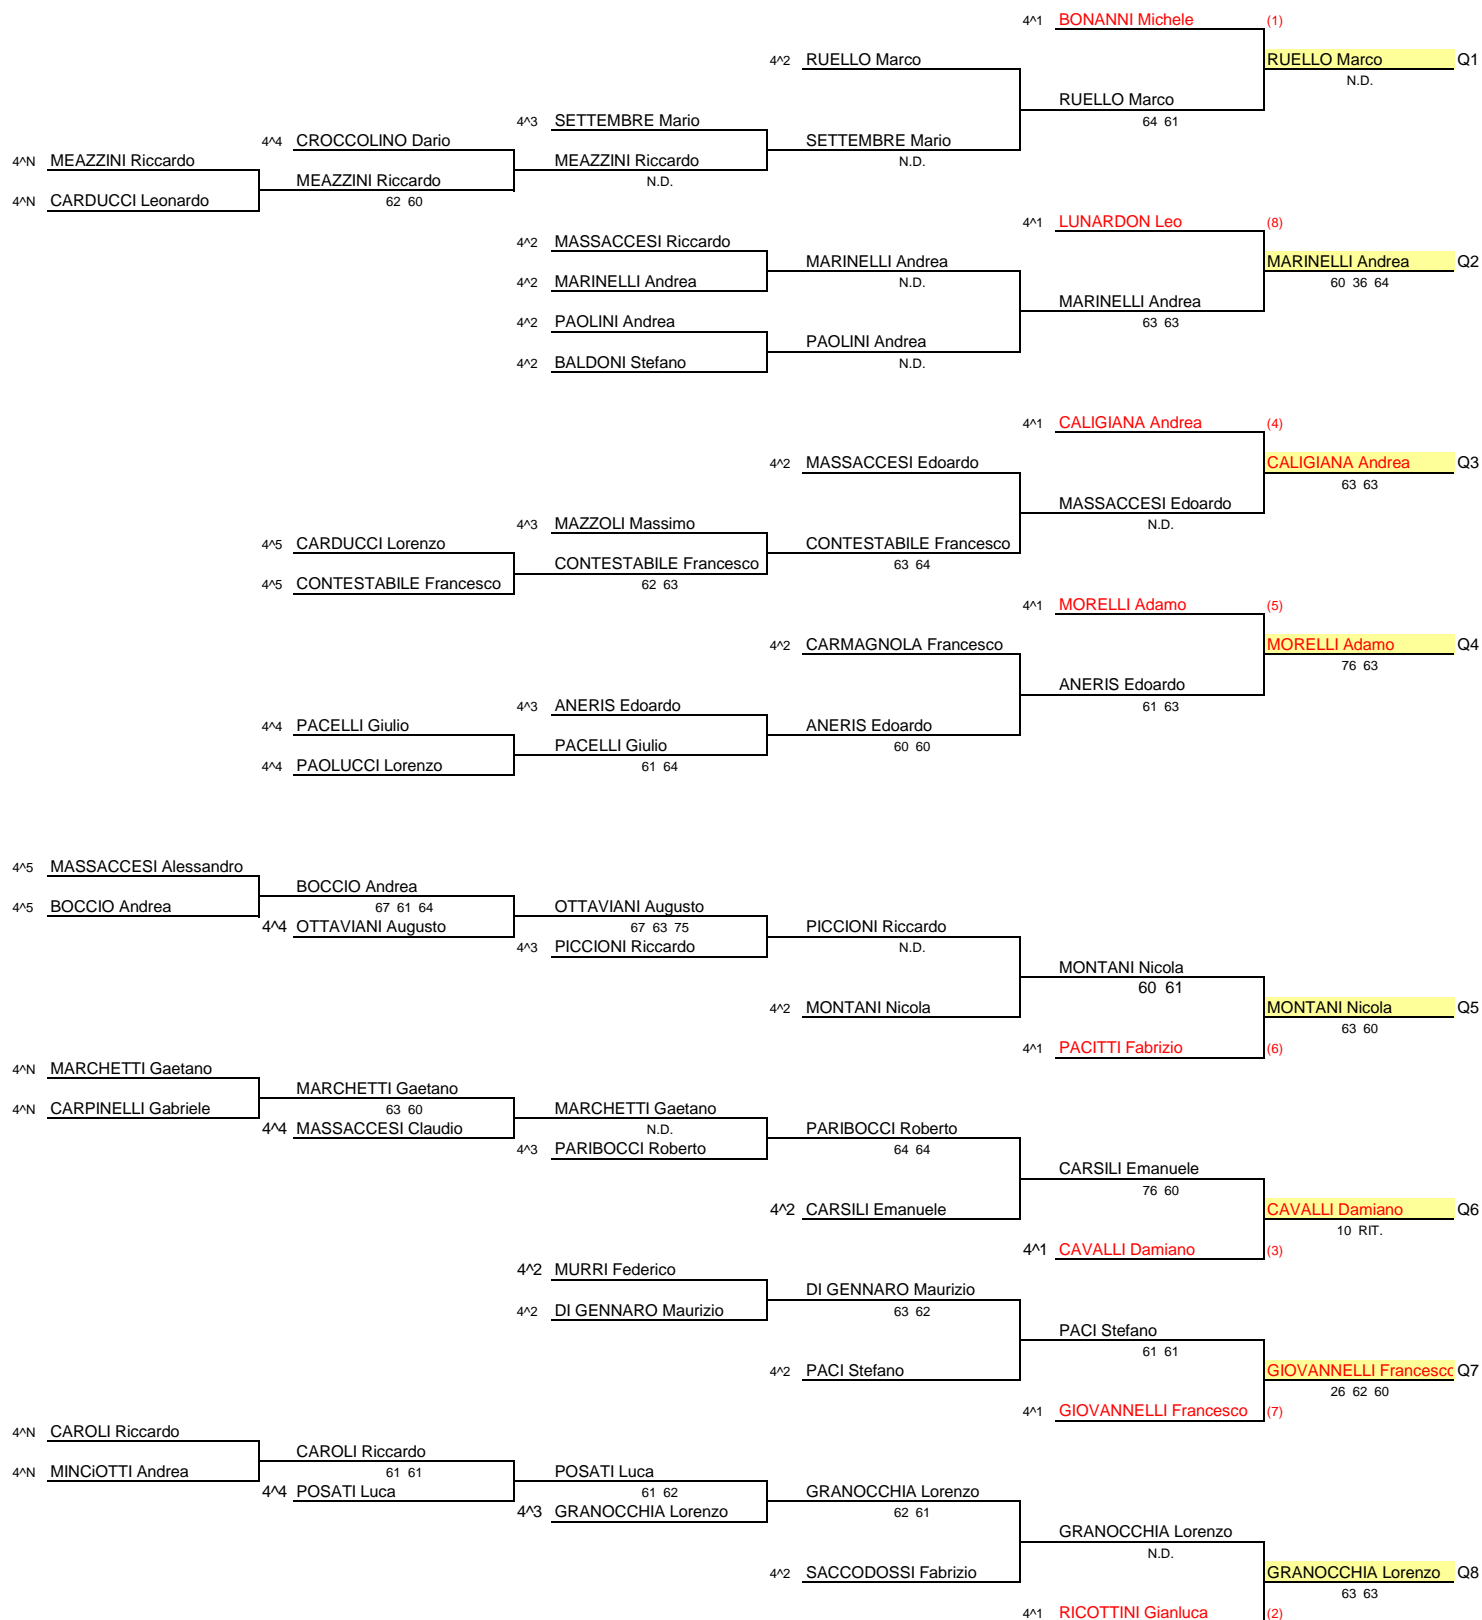 4^1 BONANNI Michele (1)
4^2 RUELLO Marco RUELLO Marco Q1
N.D.
RUELLO Marco
4^3 SETTEMBRE Mario 64 61
4^4 CROCCOLINO Dario SETTEMBRE Mario
4^N MEAZZINI Riccardo MEAZZINI Riccardo N.D.
MEAZZINI Riccardo N.D.
4^N CARDUCCI Leonardo 62 60
4^1 LUNARDON Leo (8)
4^2 MASSACCESI Riccardo
MARINELLI Andrea MARINELLI Andrea Q2
4^2 MARINELLI Andrea N.D. 60 36 64
MARINELLI Andrea
4^2 PAOLINI Andrea 63 63
PAOLINI Andrea
4^2 BALDONI Stefano N.D.
4^1 CALIGIANA Andrea (4)
4^2 MASSACCESI Edoardo CALIGIANA Andrea Q3
63 63
MASSACCESI Edoardo
4^3 MAZZOLI Massimo N.D.
4^5 CARDUCCI Lorenzo CONTESTABILE Francesco
CONTESTABILE Francesco 63 64
4^5 CONTESTABILE Francesco 62 63
4^1 MORELLI Adamo (5)
4^2 CARMAGNOLA Francesco MORELLI Adamo Q4
76 63
ANERIS Edoardo
4^3 ANERIS Edoardo 61 63
4^4 PACELLI Giulio ANERIS Edoardo
PACELLI Giulio 60 60
4^4 PAOLUCCI Lorenzo 61 64
4^5 MASSACCESI Alessandro
BOCCIO Andrea
4^5 BOCCIO Andrea 67 61 64 OTTAVIANI Augusto
4^4 OTTAVIANI Augusto 67 63 75 PICCIONI Riccardo
4^3 PICCIONI Riccardo N.D.
MONTANI Nicola
60 61
4^2 MONTANI Nicola MONTANI Nicola Q5
63 60
4^1 PACITTI Fabrizio (6)
4^N MARCHETTI Gaetano
MARCHETTI Gaetano
4^N CARPINELLI Gabriele 63 60 MARCHETTI Gaetano
4^4 MASSACCESI Claudio N.D. PARIBOCCI Roberto
4^3 PARIBOCCI Roberto 64 64
CARSILI Emanuele
76 60
4^2 CARSILI Emanuele CAVALLI Damiano Q6
10 RIT.
4^1 CAVALLI Damiano (3)
4^2 MURRI Federico
DI GENNARO Maurizio
4^2 DI GENNARO Maurizio 63 62
PACI Stefano
61 61
4^2 PACI Stefano GIOVANNELLI Francesco Q7
26 62 60
4^1 GIOVANNELLI Francesco (7)
4^N CAROLI Riccardo
CAROLI Riccardo
4^N MINCiOTTI Andrea 61 61 POSATI Luca
4^4 POSATI Luca 61 62 GRANOCCHIA Lorenzo
4^3 GRANOCCHIA Lorenzo 62 61
GRANOCCHIA Lorenzo
N.D.
4^2 SACCODOSSI Fabrizio GRANOCCHIA Lorenzo Q8
63 63
4^1 RICOTTINI Gianluca (2)